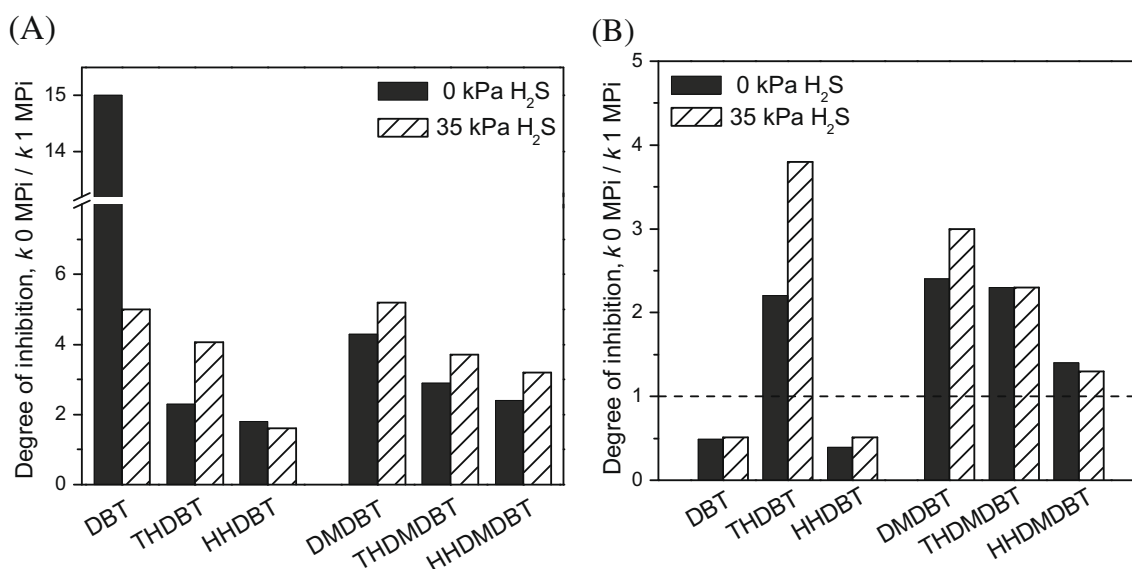 (A)
Degree of inhibition, k 0 MPi / k 1 MPi
15
14
6
4
2
0
0 kPa H₂S
35 kPa H₂S
DBT
THDBT
HHDBT
DMDBT
THDMDBT
HHDMDBT
(B)
Degree of inhibition, k 0 MPi / k 1 MPi
5
4
3
2
1
0
0 kPa H₂S
35 kPa H₂S
DBT
THDBT
HHDBT
DMDBT
THDMDBT
HHDMDBT